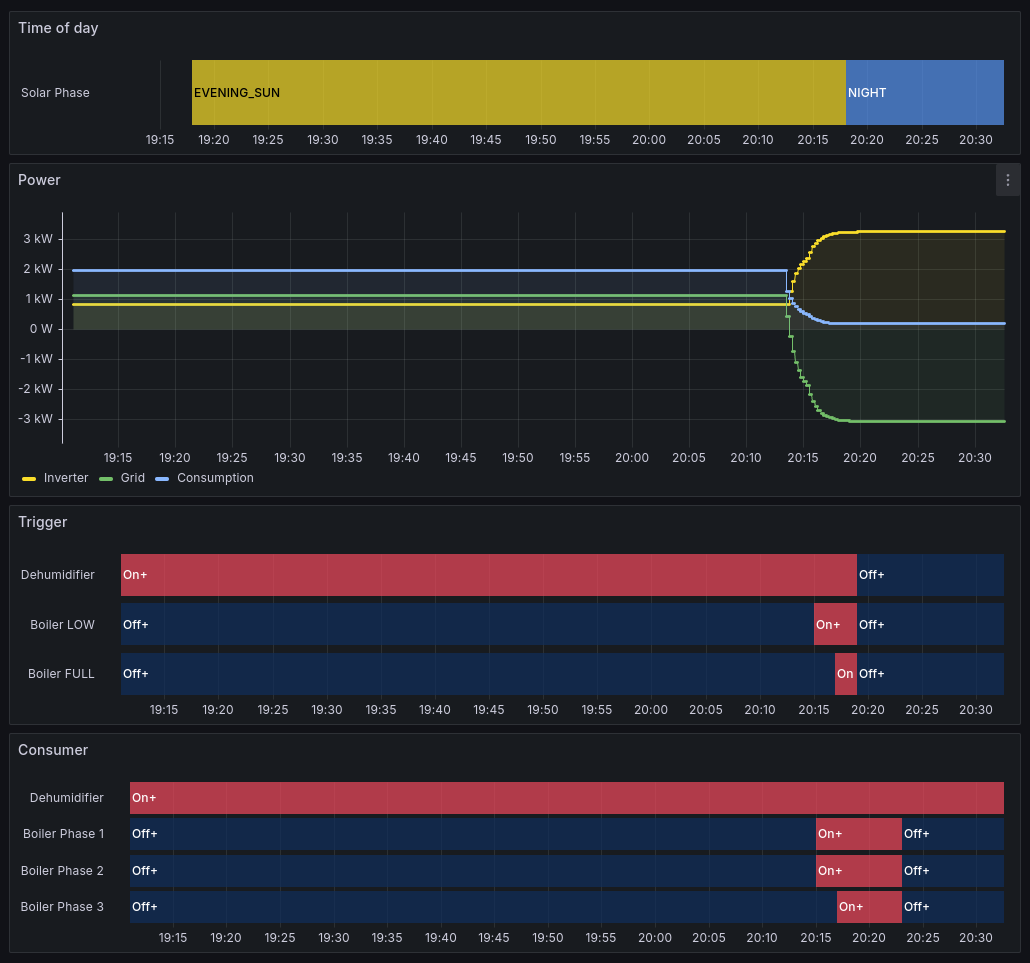 Time of day
Solar Phase
EVENING_SUN NIGHT
19:15 19:20 19:25 19:30 19:35 19:40 19:45 19:50 19:55 20:00 20:05 20:10 20:15 20:20 20:25 20:30
Power
3 kW
2 kW
1 kW
0 W
-1 kW
-2 kW
-3 kW
19:15 19:20 19:25 19:30 19:35 19:40 19:45 19:50 19:55 20:00 20:05 20:10 20:15 20:20 20:25 20:30
Inverter Grid Consumption
Trigger
Dehumidifier On+ Off+
Boiler LOW Off+ On+ Off+
Boiler FULL Off+ On Off+
19:15 19:20 19:25 19:30 19:35 19:40 19:45 19:50 19:55 20:00 20:05 20:10 20:15 20:20 20:25 20:30
Consumer
Dehumidifier On+
Boiler Phase 1 Off+ On+ Off+
Boiler Phase 2 Off+ On+ Off+
Boiler Phase 3 Off+ On+ Off+
19:15 19:20 19:25 19:30 19:35 19:40 19:45 19:50 19:55 20:00 20:05 20:10 20:15 20:20 20:25 20:30